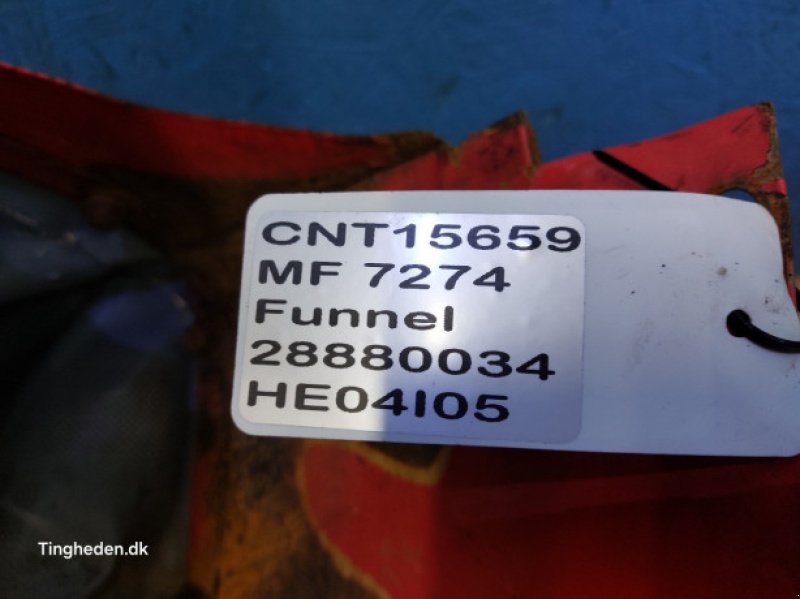 CNT15659
MF 7274
Funnel
28880034
HE04I05
Tingheden.dk